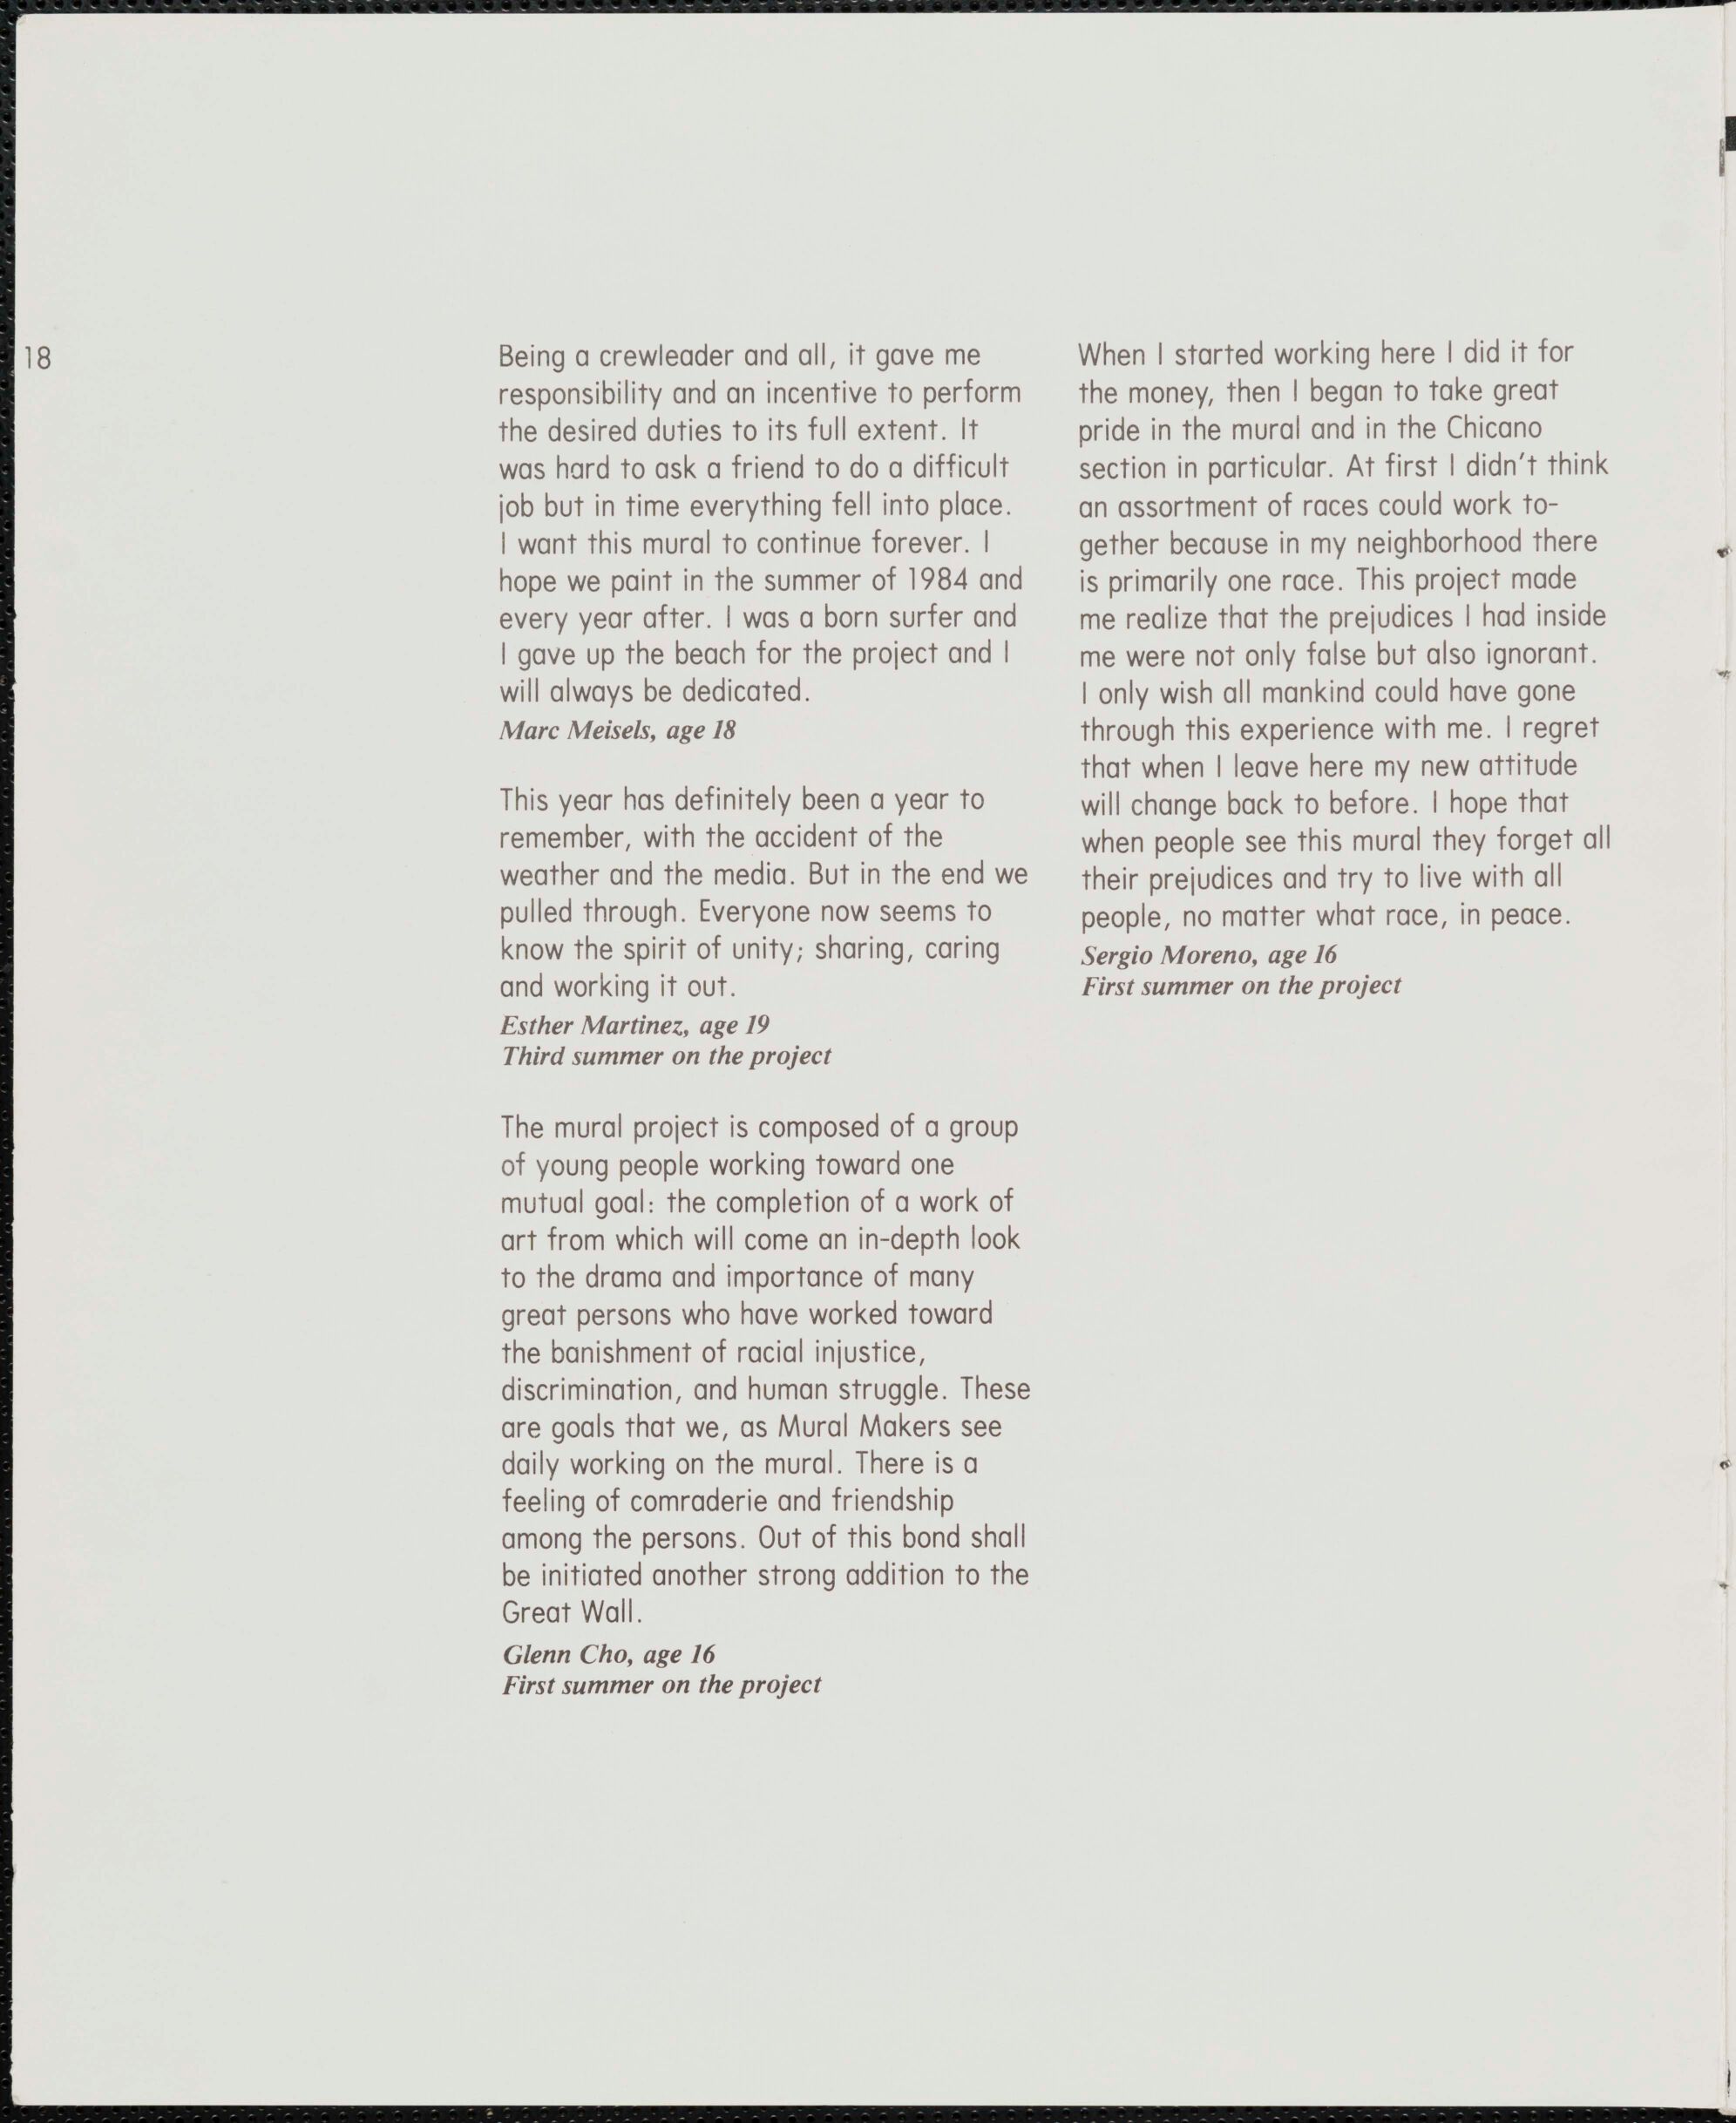 18
Being a crewleader and all, it gave me
responsibility and an incentive to perform
the desired duties to its full extent. It
was hard to ask a friend to do a difficult
job but in time everything fell into place.
I want this mural to continue forever. I
hope we paint in the summer of 1984 and
every year after. I was a born surfer and
I gave up the beach for the project and I
will always be dedicated.
Marc Meisels, age 18
This year has definitely been a year to
remember, with the accident of the
weather and the media. But in the end we
pulled through. Everyone now seems to
know the spirit of unity; sharing, caring
and working it out.
Esther Martinez, age 19
Third summer on the project
The mural project is composed of a group
of young people working toward one
mutual goal: the completion of a work of
art from which will come an in-depth look
to the drama and importance of many
great persons who have worked toward
the banishment of racial injustice,
discrimination, and human struggle. These
are goals that we, as Mural Makers see
daily working on the mural. There is a
feeling of comraderie and friendship
among the persons. Out of this bond shall
be initiated another strong addition to the
Great Wall.
Glenn Cho, age 16
First summer on the project
When I started working here I did it for
the money, then I began to take great
pride in the mural and in the Chicano
section in particular. At first I didn't think
an assortment of races could work to-
gether because in my neighborhood there
is primarily one race. This project made
me realize that the prejudices I had inside
me were not only false but also ignorant.
I only wish all mankind could have gone
through this experience with me. I regret
that when I leave here my new attitude
will change back to before. I hope that
when people see this mural they forget all
their prejudices and try to live with all
people, no matter what race, in peace.
Sergio Moreno, age 16
First summer on the project